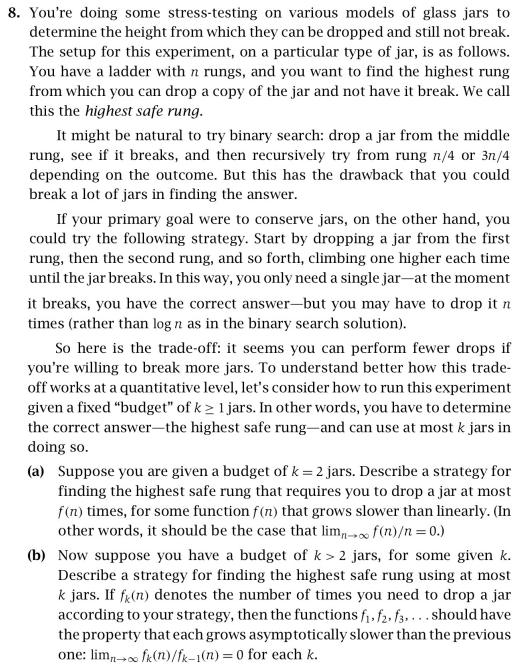 8. You're doing some stress-testing on various models of glass jars to
determine the height from which they can be dropped and still not break.
The setup for this experiment, on a particular type of jar, is as follows.
You have a ladder with n rungs, and you want to find the highest rung
from which you can drop a copy of the jar and not have it break. We call
this the highest safe rung.
It might be natural to try binary search: drop a jar from the middle
rung, see if it breaks, and then recursively try from rung n/4 or 3n/4
depending on the outcome. But this has the drawback that you could
break a lot of jars in finding the answer.
If your primary goal were to conserve jars, on the other hand, you
could try the following strategy. Start by dropping a jar from the first
rung, then the second rung, and so forth, climbing one higher each time
until the jar breaks. In this way, you only need a single jar—at the moment
it breaks, you have the correct answer—but you may have to drop it n
times (rather than log n as in the binary search solution).
So here is the trade-off: it seems you can perform fewer drops if
you're willing to break more jars. To understand better how this trade-
off works at a quantitative level, let's consider how to run this experiment
given a fixed "budget" of k ≥ 1 jars. In other words, you have to determine
the correct answer—the highest safe rung—and can use at most k jars in
doing so.
(a) Suppose you are given a budget of k = 2 jars. Describe a strategy for
finding the highest safe rung that requires you to drop a jar at most
f(n) times, for some function f(n) that grows slower than linearly. (In
other words, it should be the case that lim n→∞ f(n)/n = 0.)
(b) Now suppose you have a budget of k > 2 jars, for some given k.
Describe a strategy for finding the highest safe rung using at most
k jars. If fₖ(n) denotes the number of times you need to drop a jar
according to your strategy, then the functions f₁, f₂, f₃, . . . should have
the property that each grows asymptotically slower than the previous
one: lim n→∞ fₖ(n)/fₖ₋₁(n) = 0 for each k.